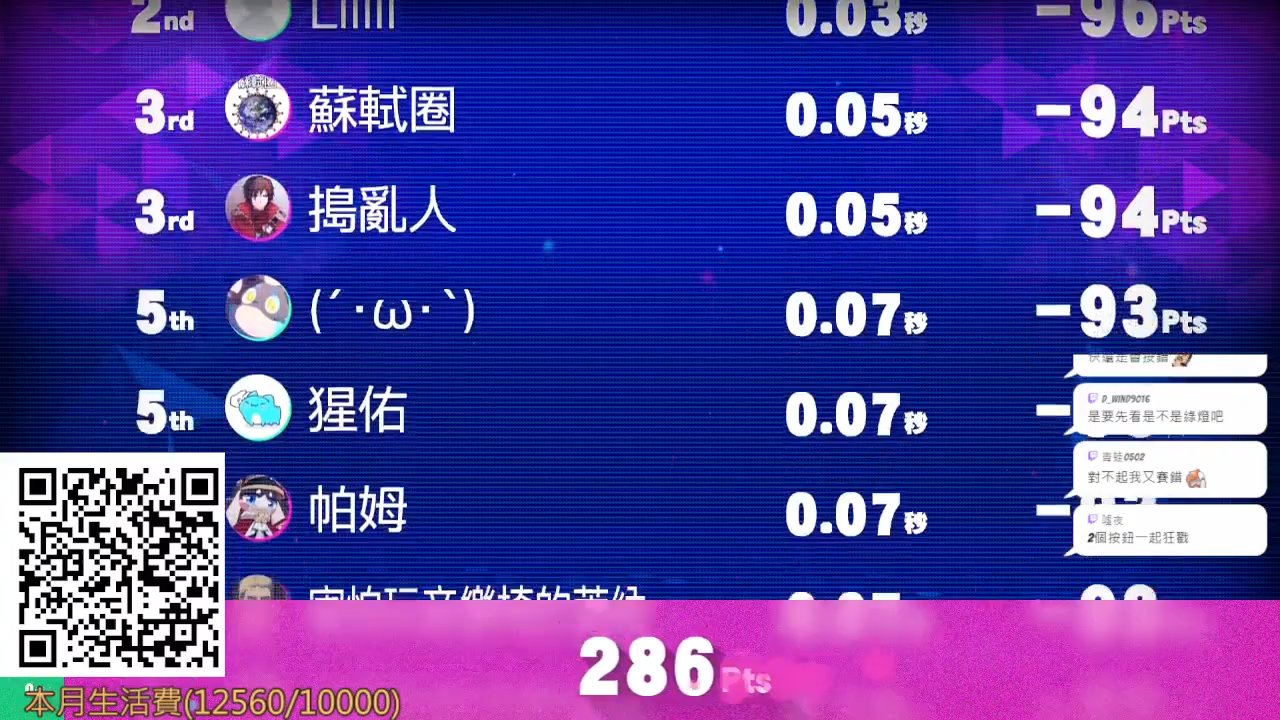 2nd 0.03秒 -96Pts
3rd 蘇軾圈 0.05秒 -94Pts
3rd 搗亂人 0.05秒 -94Pts
5th (´・ω・`) 0.07秒 -93Pts
5th 猩佑 0.07秒
帕姆 0.07秒
D_WIND9016
是要先看是不是綠燈吧
青蛙0502
對不起我又賽錯
噓夜
2個按鈕一起狂戳
286Pts
本月生活費(12560/10000)